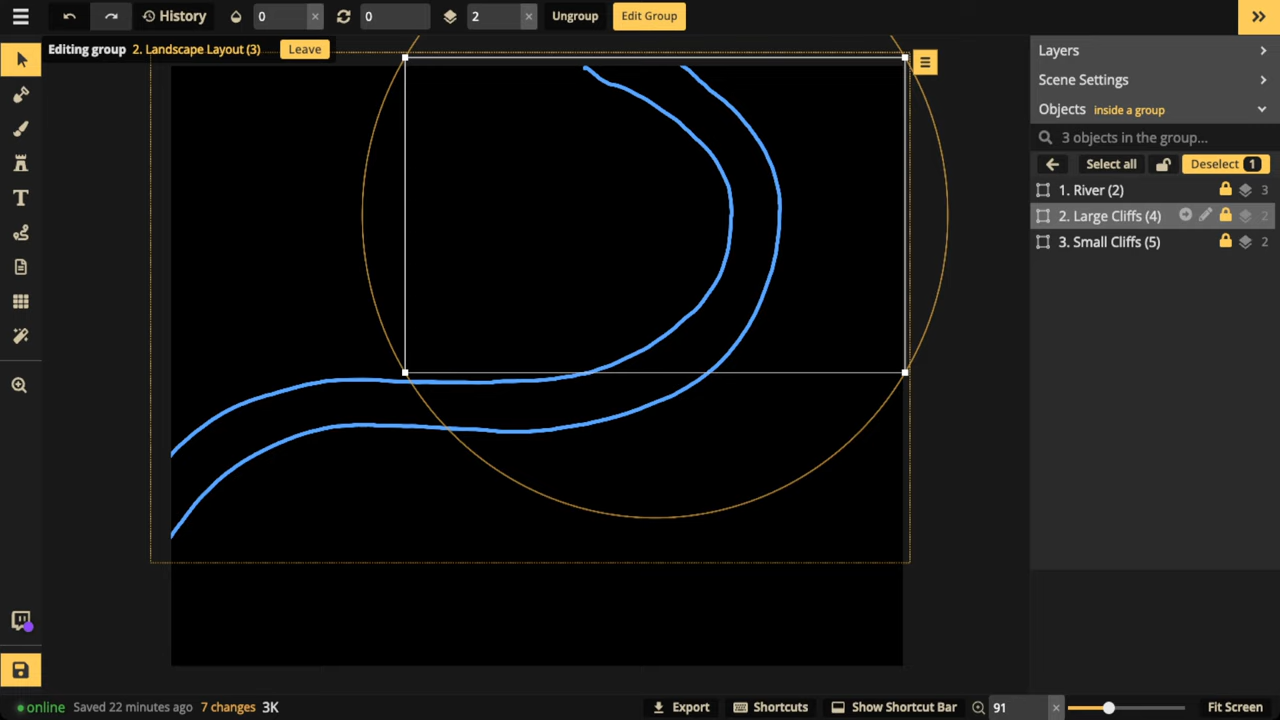 History 0 × 0 2 × Ungroup Edit Group
Editing group 2. Landscape Layout (3) Leave
Layers
Scene Settings
Objects inside a group
3 objects in the group...
Select all Deselect 1
1. River (2) 3
2. Large Cliffs (4) 2
3. Small Cliffs (5) 2
T
online Saved 22 minutes ago 7 changes 3K Export Shortcuts Show Shortcut Bar 91 × Fit Screen